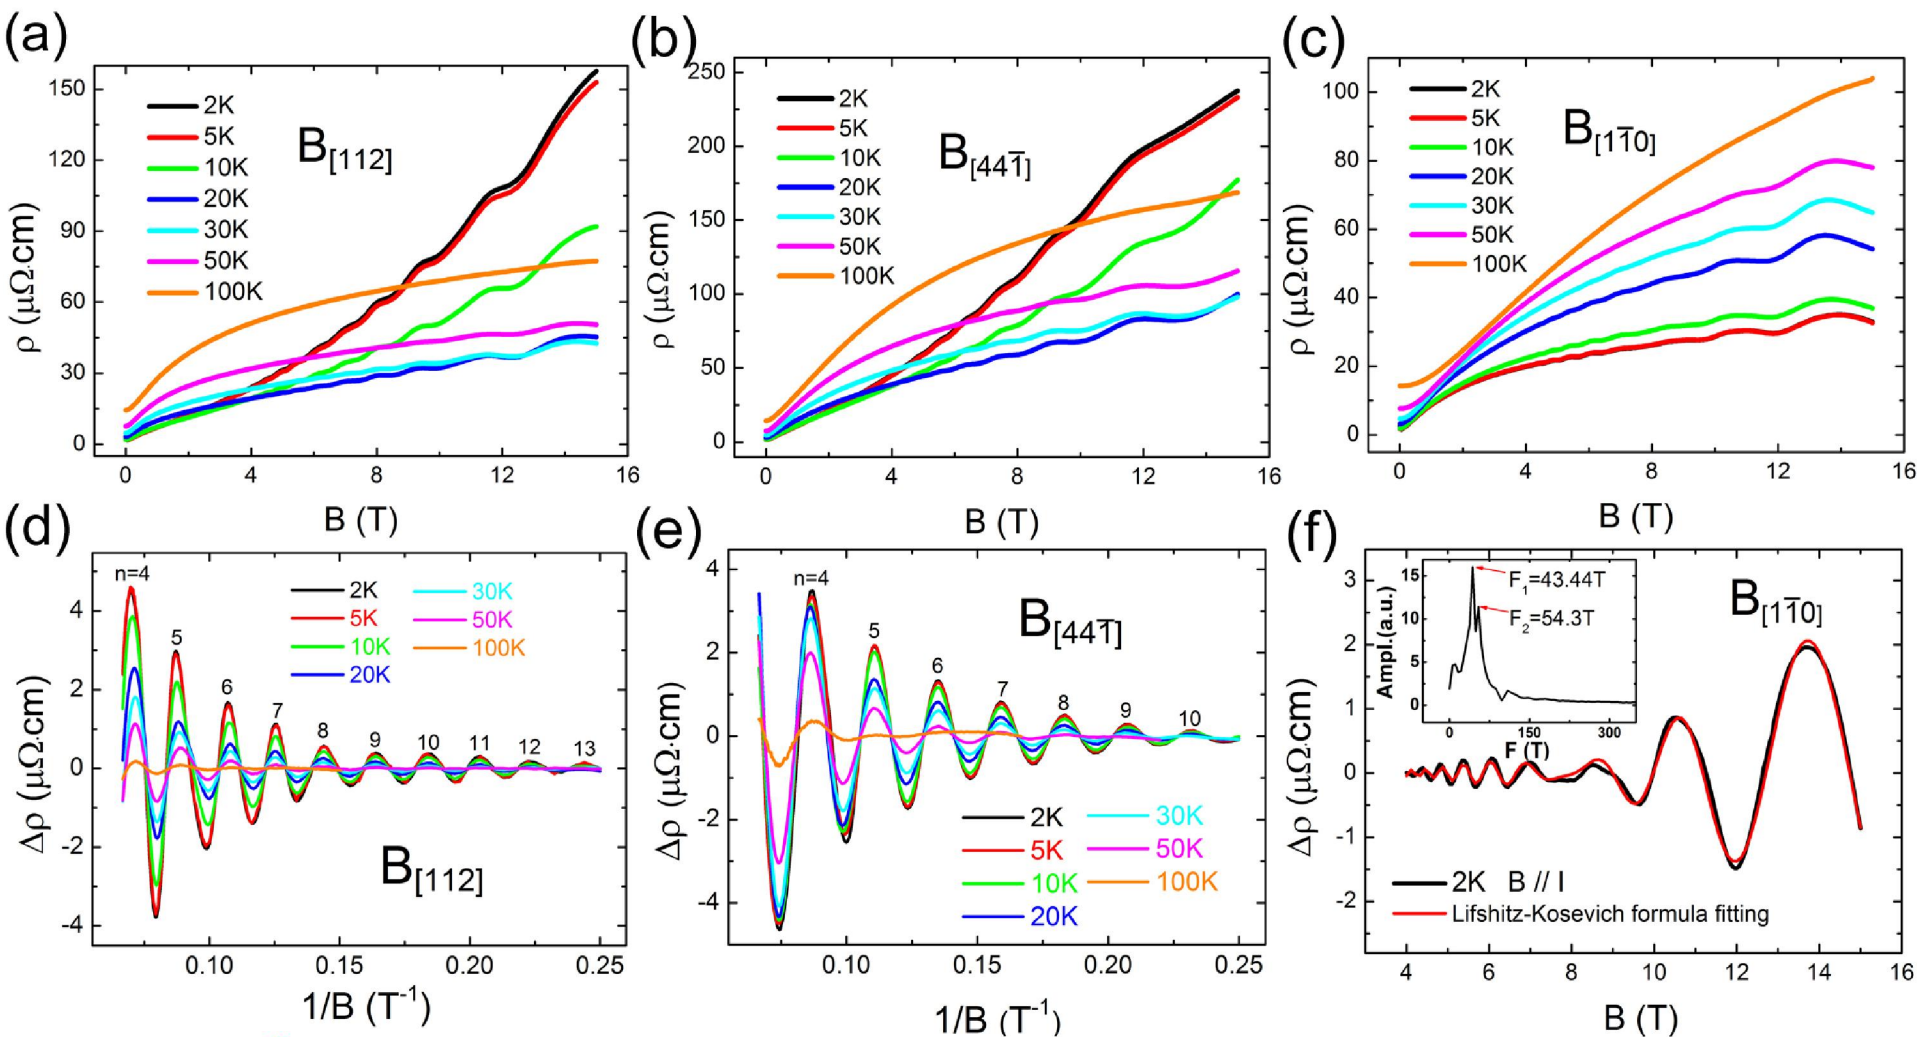 (a)
150
120
90
60
30
0
ρ (μΩ·cm)
2K
5K
10K
20K
30K
50K
100K
B[112]
0 4 8 12 16
B (T)
(b)
250
200
150
100
50
0
ρ (μΩ·cm)
2K
5K
10K
20K
30K
50K
100K
B[441̄]
0 4 8 12 16
B (T)
(c)
100
80
60
40
20
0
ρ (μΩ·cm)
2K
5K
10K
20K
30K
50K
100K
B[11̄0]
0 4 8 12 16
B (T)
(d)
4
2
0
-2
-4
Δρ (μΩ·cm)
n=4 5 6 7 8 9 10 11 12 13
2K 30K
5K 50K
10K 100K
20K
B[112]
0.10 0.15 0.20 0.25
1/B (T⁻¹)
(e)
4
2
0
-2
-4
Δρ (μΩ·cm)
n=4 5 6 7 8 9 10
B[441̄]
2K 30K
5K 50K
10K 100K
20K
0.10 0.15 0.20 0.25
1/B (T⁻¹)
(f)
3
2
1
0
-1
-2
Δρ (μΩ·cm)
15
10
5
0
Ampl.(a.u.)
F₁=43.44T
F₂=54.3T
0 150 300
F (T)
B[11̄0]
2K B // I
Lifshitz-Kosevich formula fitting
4 6 8 10 12 14 16
B (T)